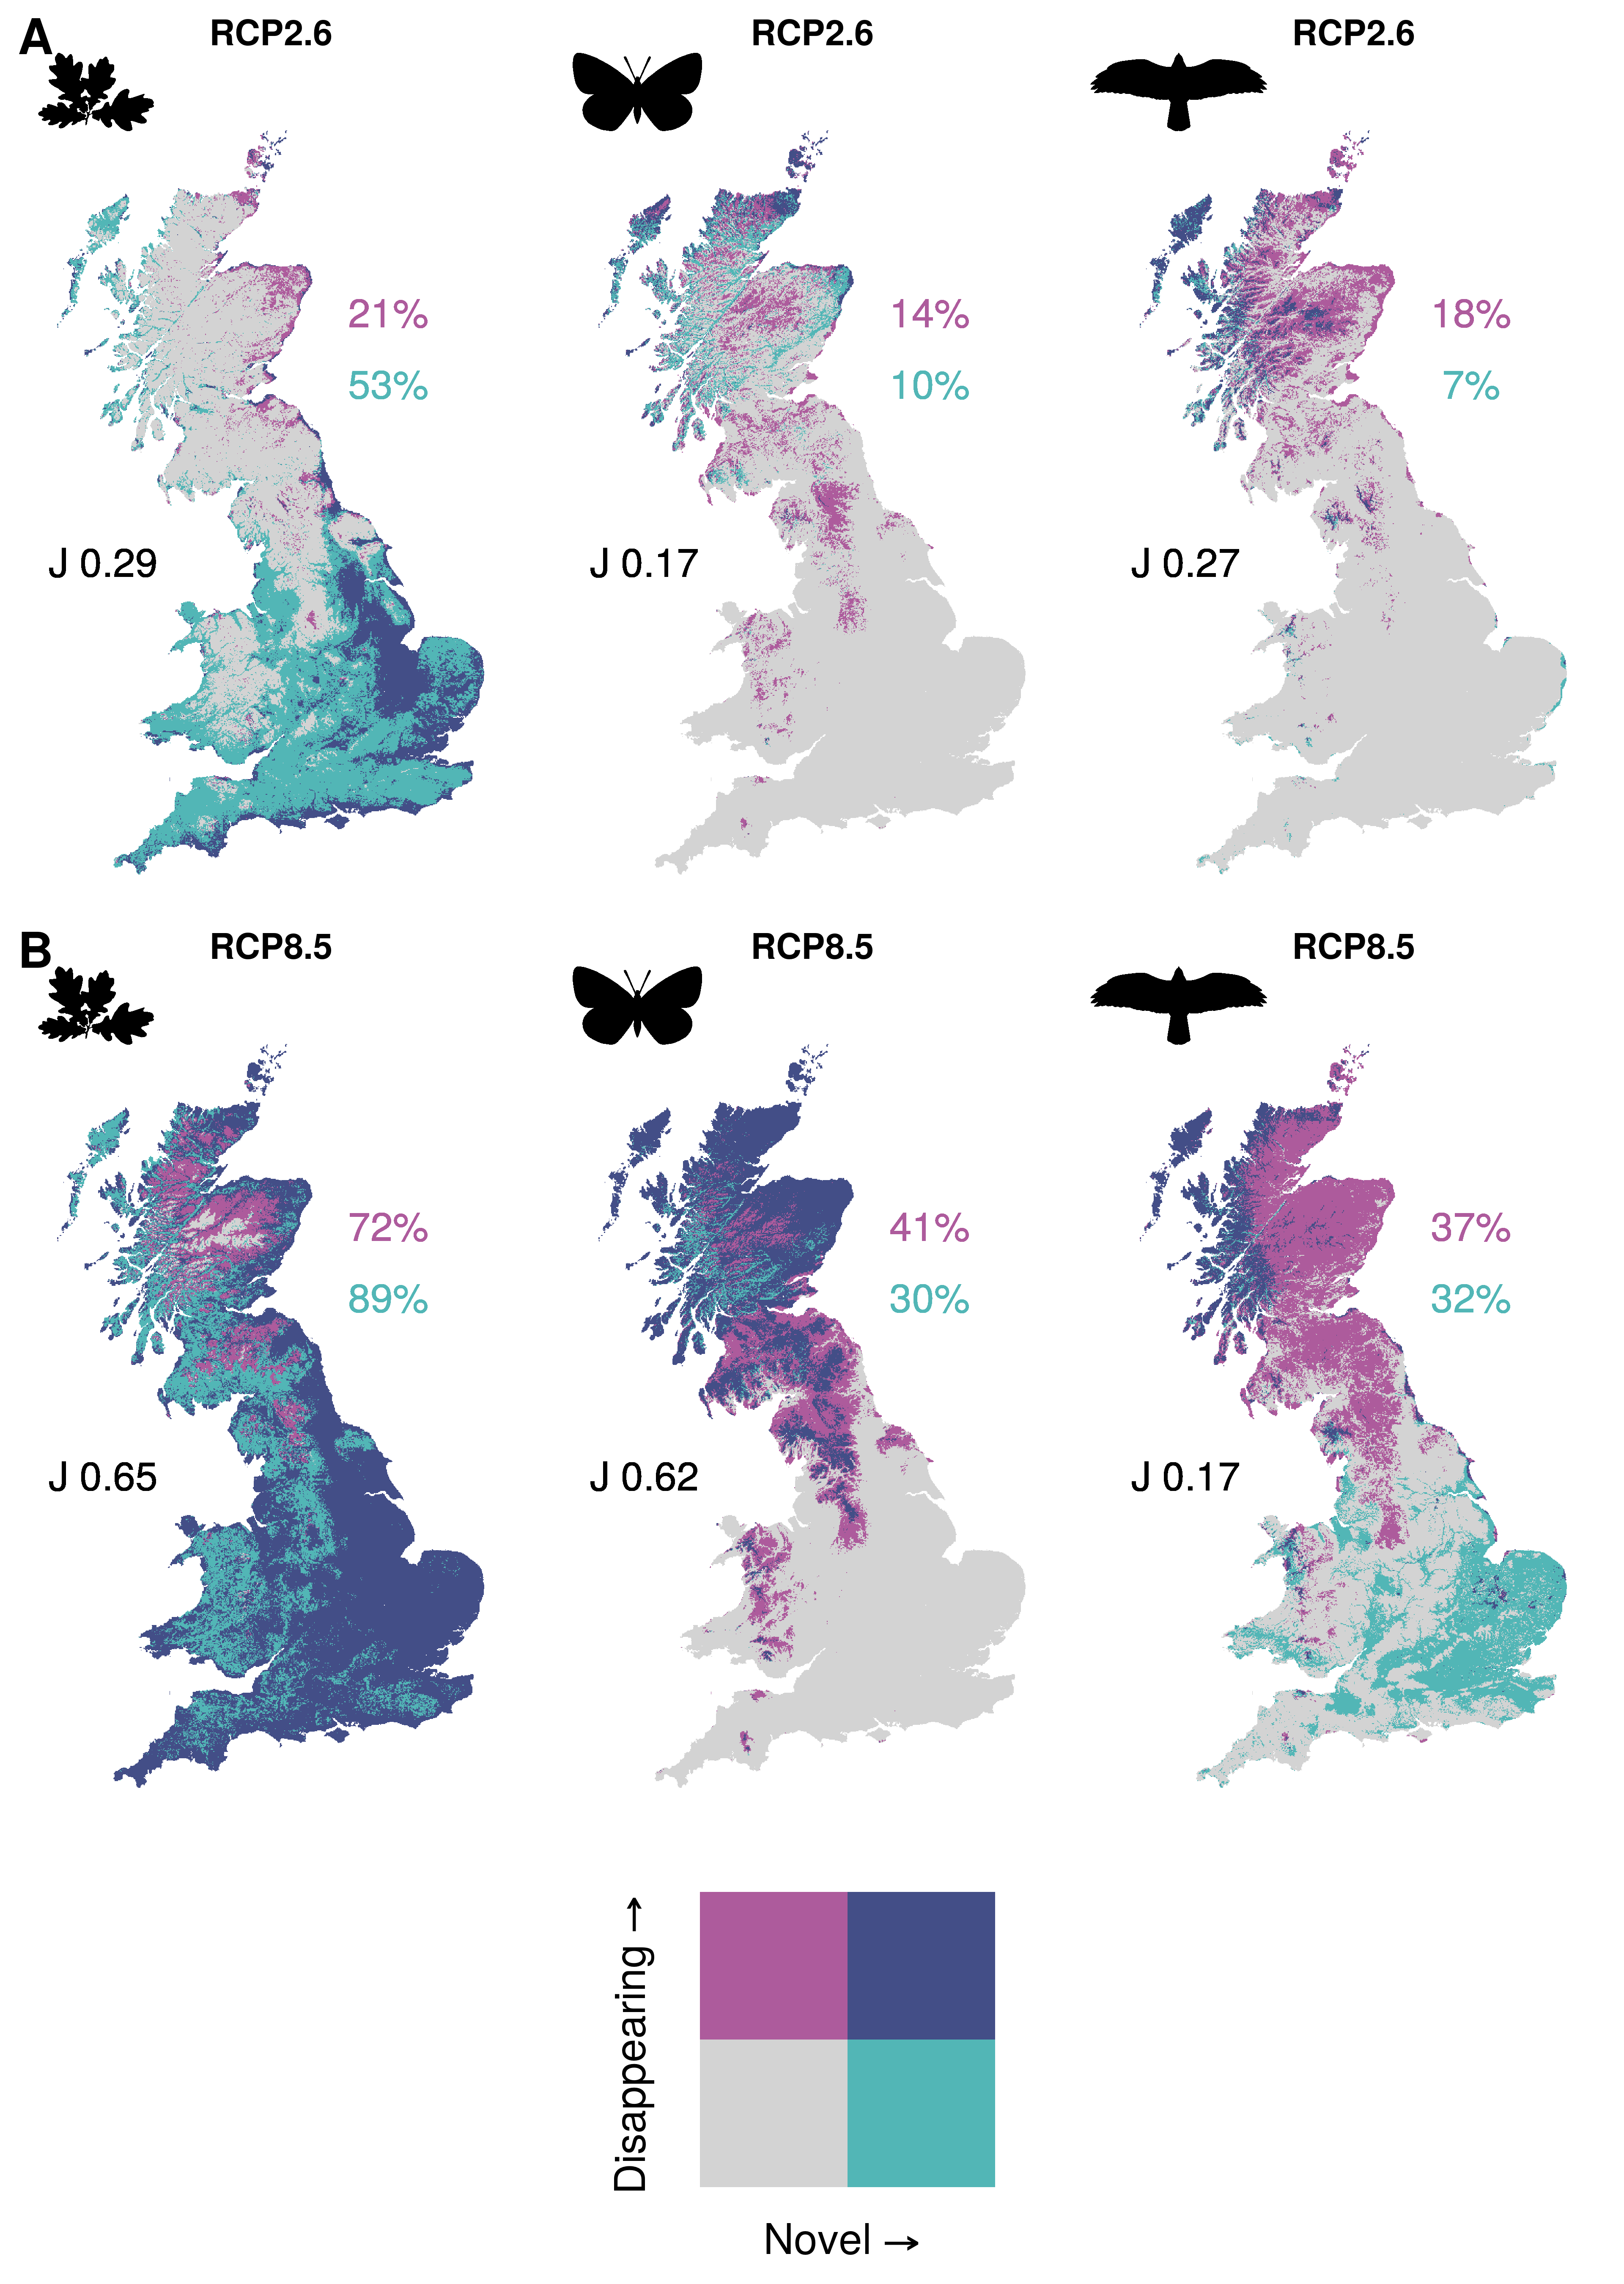 A
RCP2.6
RCP2.6
RCP2.6
21%
14%
18%
53%
10%
7%
J 0.29
J 0.17
J 0.27
B
RCP8.5
RCP8.5
RCP8.5
72%
41%
37%
89%
30%
32%
J 0.65
J 0.62
J 0.17
Disappearing →
Novel →